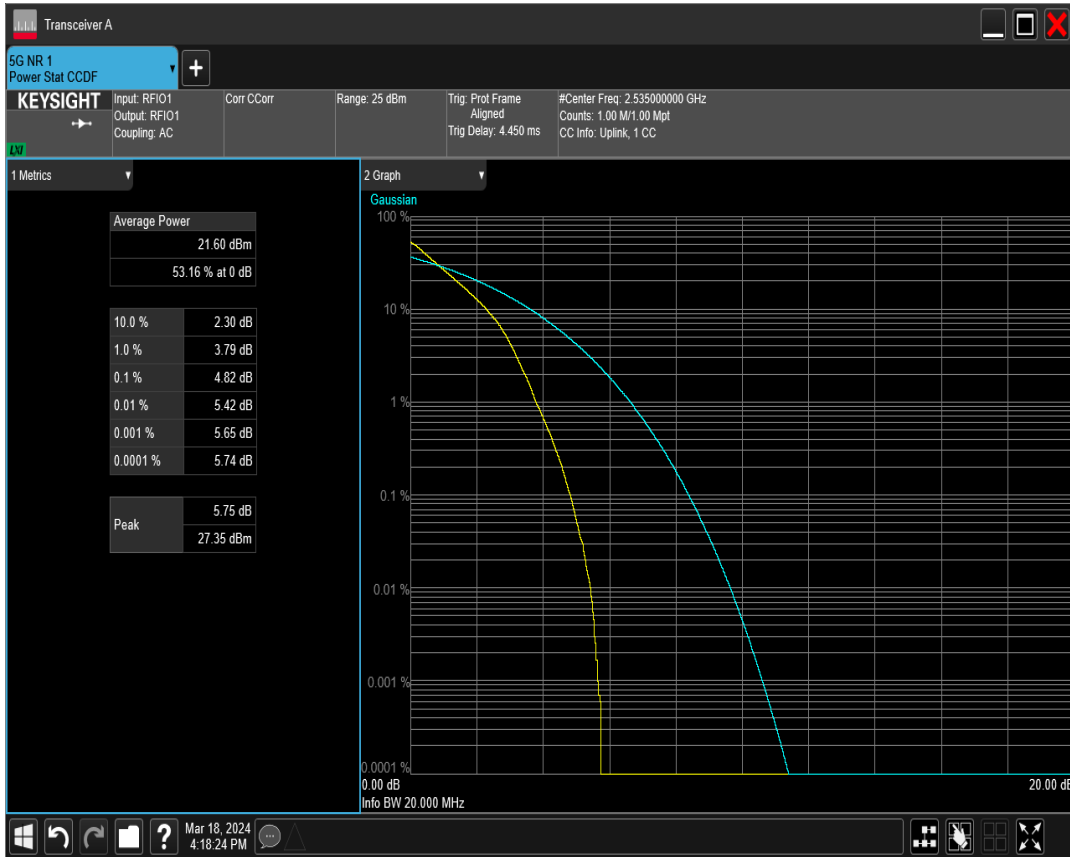 Transceiver A
5G NR 1
Power Stat CCDF
KEYSIGHT
LXI
Input: RFIO1
Output: RFIO1
Coupling: AC
Corr CCorr
Range: 25 dBm
Trig: Prot Frame
Aligned
Trig Delay: 4.450 ms
#Center Freq: 2.535000000 GHz
Counts: 1.00 M/1.00 Mpt
CC Info: Uplink, 1 CC
1 Metrics
Average Power
21.60 dBm
53.16 % at 0 dB
10.0 % 2.30 dB
1.0 % 3.79 dB
0.1 % 4.82 dB
0.01 % 5.42 dB
0.001 % 5.65 dB
0.0001 % 5.74 dB
Peak
5.75 dB
27.35 dBm
2 Graph
Gaussian
100 %
10 %
1 %
0.1 %
0.01 %
0.001 %
0.0001 %
0.00 dB 20.00 dB
Info BW 20.000 MHz
?
Mar 18, 2024
4:18:24 PM